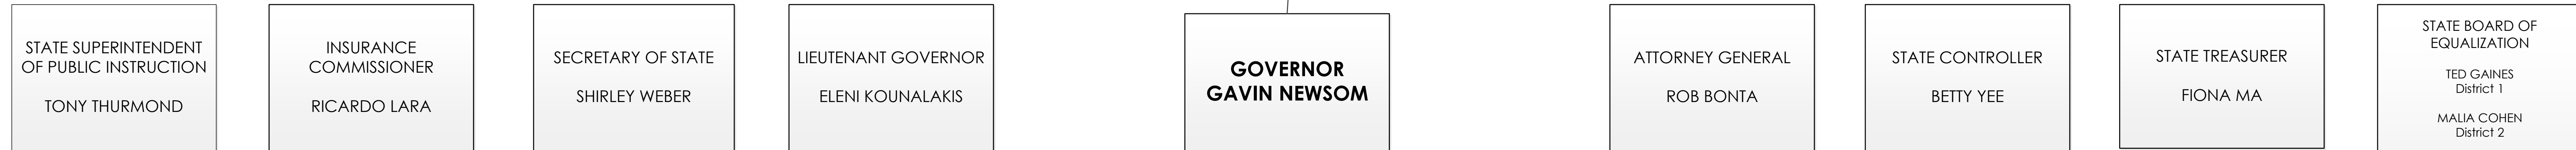 STATE SUPERINTENDENT
OF PUBLIC INSTRUCTION
TONY THURMOND
INSURANCE
COMMISSIONER
RICARDO LARA
SECRETARY OF STATE
SHIRLEY WEBER
LIEUTENANT GOVERNOR
ELENI KOUNALAKIS
GOVERNOR
GAVIN NEWSOM
ATTORNEY GENERAL
ROB BONTA
STATE CONTROLLER
BETTY YEE
STATE TREASURER
FIONA MA
STATE BOARD OF
EQUALIZATION
TED GAINES
District 1
MALIA COHEN
District 2